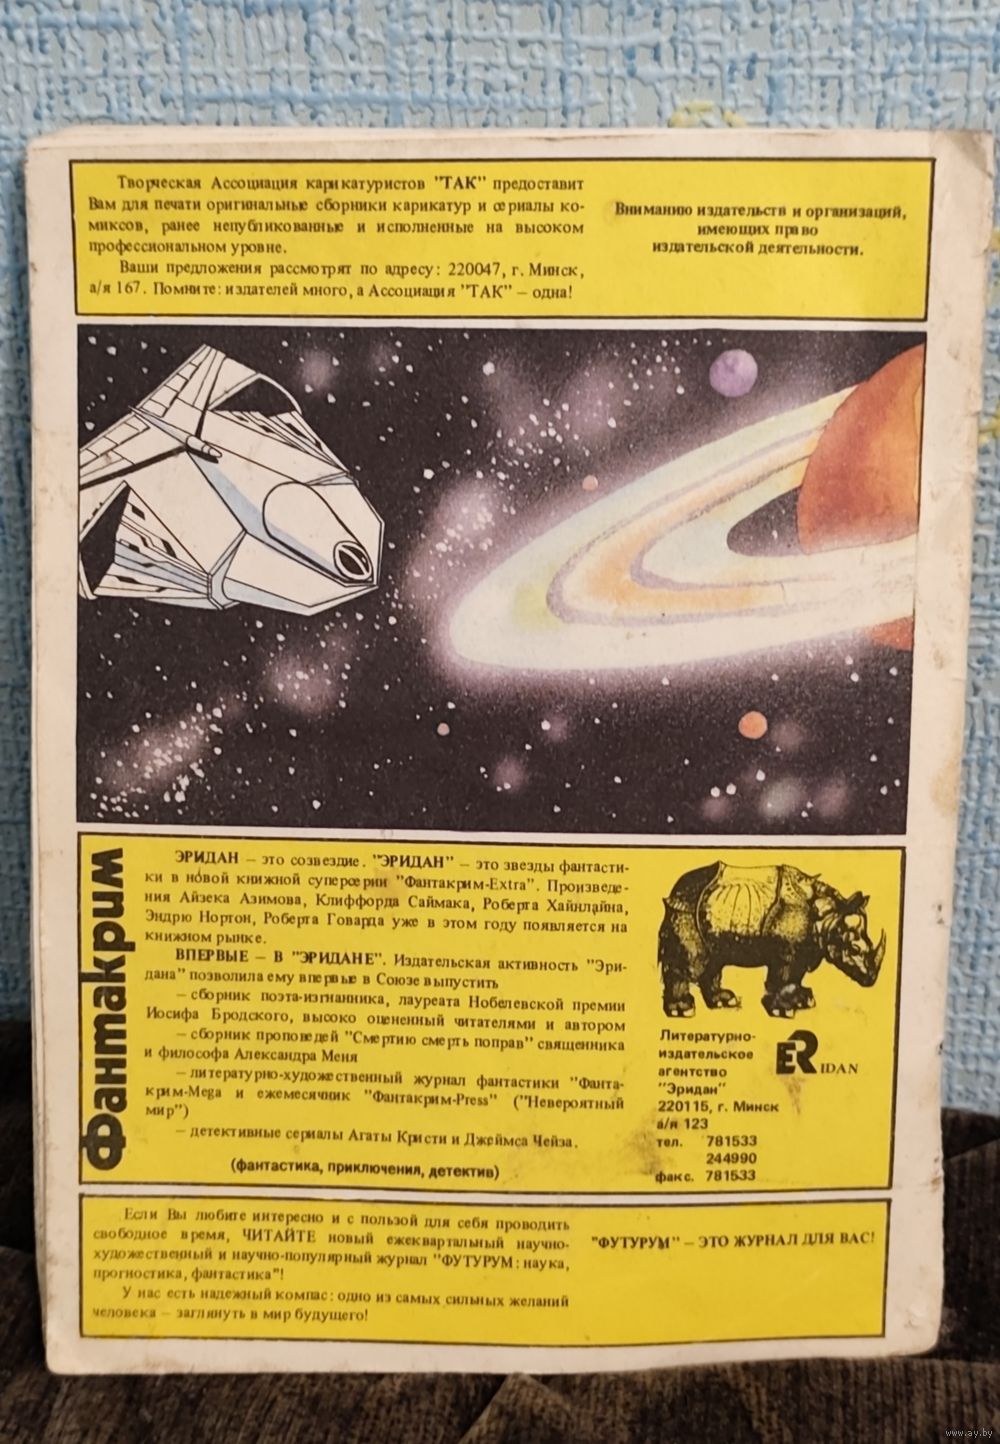 Творческая Ассоциация карикатуристов "ТАК" предоставит
Вам для печати оригинальные сборники карикатур и сериалы ко-
миксов, ранее непубликованные и исполненные на высоком
профессиональном уровне.
Ваши предложения рассмотрят по адресу: 220047, г. Минск,
а/я 167. Помните: издателей много, а Ассоциация "ТАК" – одна!
Вниманию издательств и организаций,
имеющих право
издательской деятельности.
Фантакрим
ЭРИДАН – это созвездие. "ЭРИДАН" – это звезды фантасти-
ки в новой книжной суперсерии "Фантакрим-Extra". Произведе-
ния Айзека Азимова, Клиффорда Саймака, Роберта Хайнлайна,
Эндрю Нортон, Роберта Говарда уже в этом году появляется на
книжном рынке.
ВПЕРВЫЕ – В "ЭРИДАНЕ". Издательская активность "Эри-
дана" позволила ему впервые в Союзе выпустить
– сборник поэта-изгнанника, лауреата Нобелевской премии
Иосифа Бродского, высоко оцененный читателями и автором
– сборник проповедей "Смертию смерть поправ" священника
и философа Александра Меня
– литературно-художественный журнал фантастики "Фанта-
крим-Mega и ежемесячник "Фантакрим-Press" ("Невероятный
мир")
– детективные сериалы Агаты Кристи и Джеймса Чейза.
(фантастика, приключения, детектив)
Литературно-
издательское
агентство
"Эридан"
220115, г. Минск
а/я 123
тел. 781533
244990
факс. 781533
ERIDAN
Если Вы любите интересно и с пользой для себя проводить
свободное время, ЧИТАЙТЕ новый ежеквартальный научно-
художественный и научно-популярный журнал "ФУТУРУМ: наука,
прогностика, фантастика"!
У нас есть надежный компас: одно из самых сильных желаний
человека – заглянуть в мир будущего!
"ФУТУРУМ" – ЭТО ЖУРНАЛ ДЛЯ ВАС!
www.ay.by